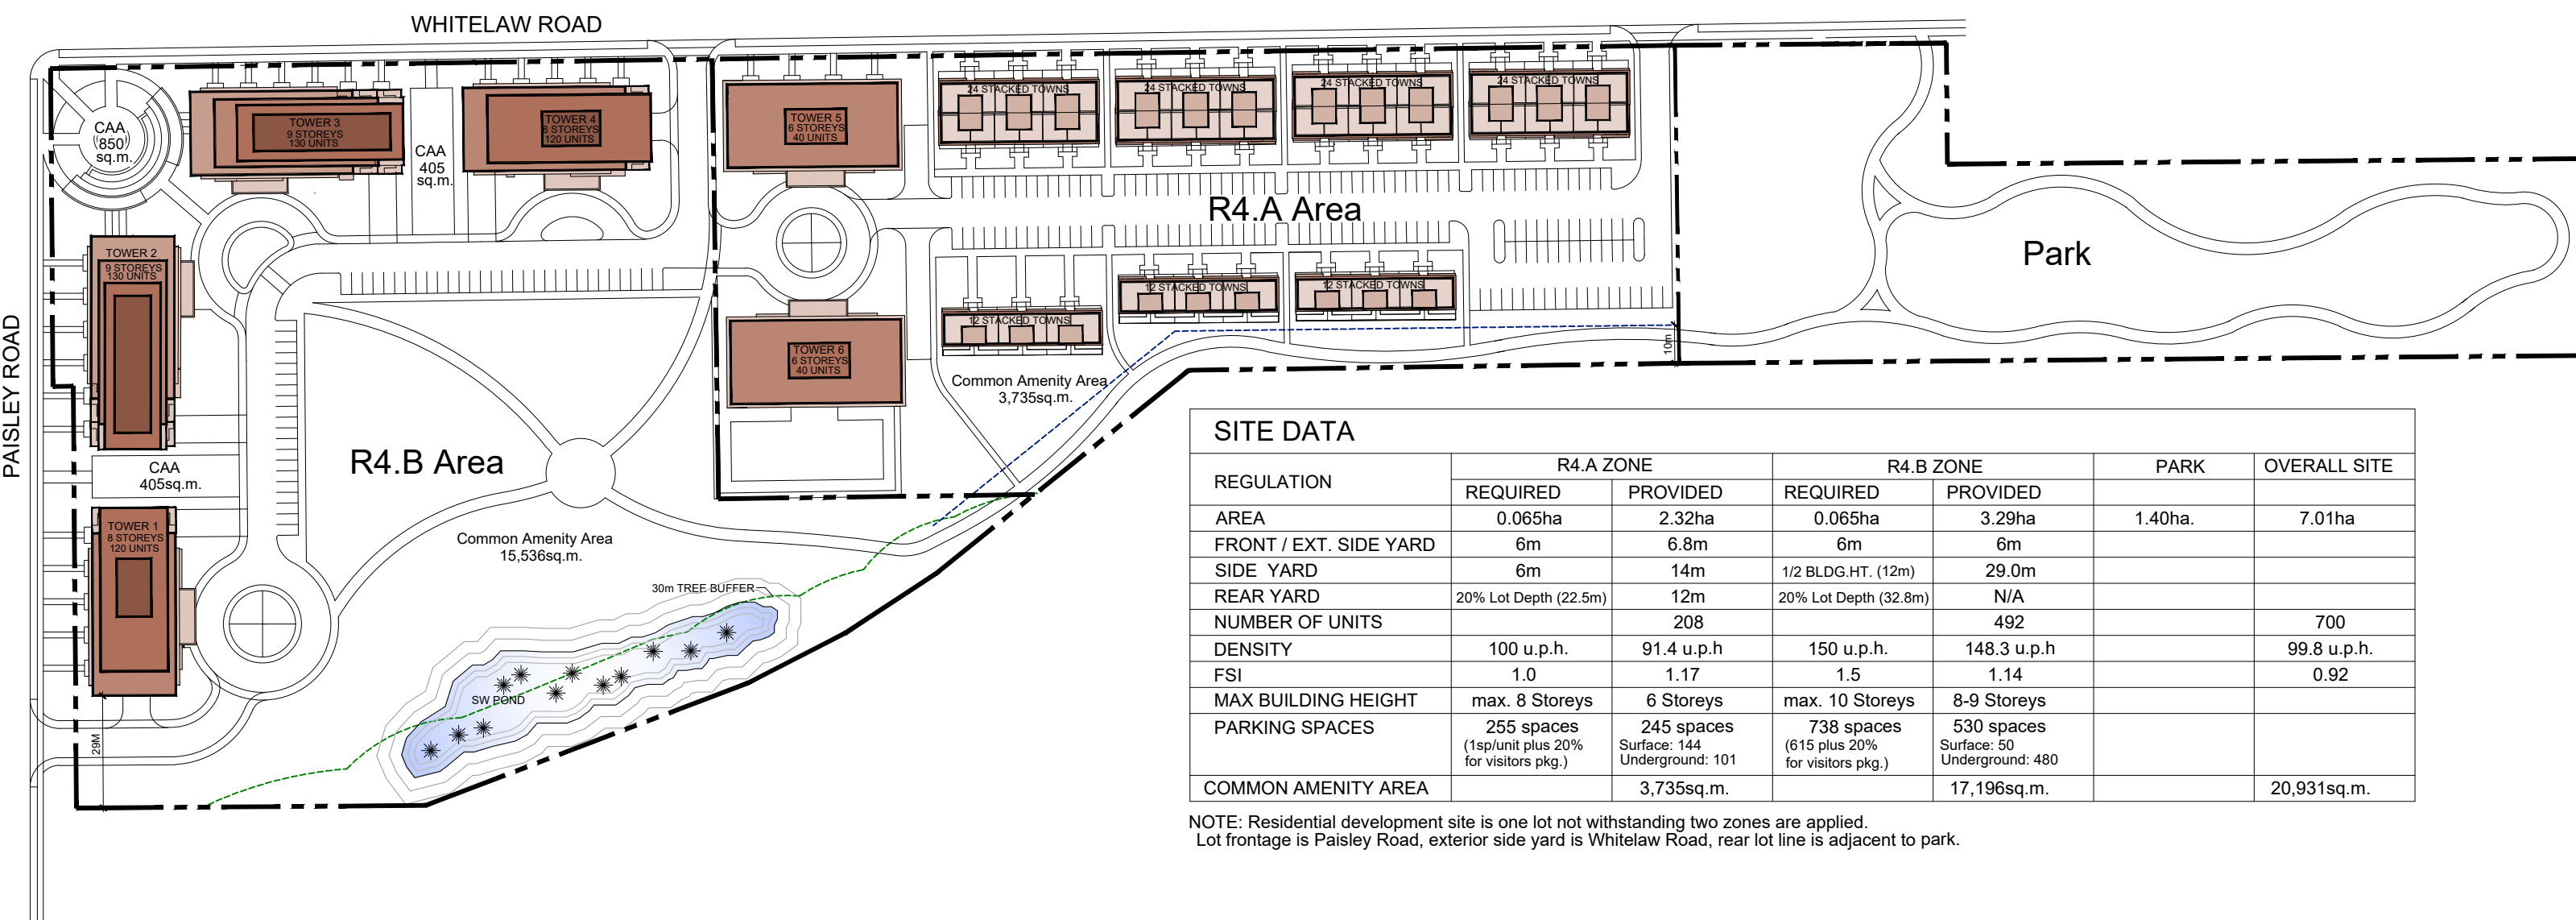 WHITELAW ROAD
PAISLEY ROAD
CAA
850
sq.m.
TOWER 3
9 STOREYS
130 UNITS
CAA
405
sq.m.
TOWER 4
8 STOREYS
120 UNITS
TOWER 5
6 STOREYS
40 UNITS
24 STACKED TOWNS
24 STACKED TOWNS
24 STACKED TOWNS
24 STACKED TOWNS
R4.A Area
Park
TOWER 2
9 STOREYS
130 UNITS
12 STACKED TOWNS
12 STACKED TOWNS
12 STACKED TOWNS
10m
TOWER 6
6 STOREYS
40 UNITS
Common Amenity Area
3,735sq.m.
R4.B Area
CAA
405sq.m.
TOWER 1
8 STOREYS
120 UNITS
Common Amenity Area
15,536sq.m.
30m TREE BUFFER
SW POND
29M
SITE DATA
REGULATION R4.A ZONE R4.B ZONE PARK OVERALL SITE
REQUIRED PROVIDED REQUIRED PROVIDED
AREA 0.065ha 2.32ha 0.065ha 3.29ha 1.40ha. 7.01ha
FRONT / EXT. SIDE YARD 6m 6.8m 6m 6m
SIDE YARD 6m 14m 1/2 BLDG.HT. (12m) 29.0m
REAR YARD 20% Lot Depth (22.5m) 12m 20% Lot Depth (32.8m) N/A
NUMBER OF UNITS 208 492 700
DENSITY 100 u.p.h. 91.4 u.p.h 150 u.p.h. 148.3 u.p.h 99.8 u.p.h.
FSI 1.0 1.17 1.5 1.14 0.92
MAX BUILDING HEIGHT max. 8 Storeys 6 Storeys max. 10 Storeys 8-9 Storeys
PARKING SPACES 255 spaces 245 spaces 738 spaces 530 spaces
(1sp/unit plus 20% Surface: 144 (615 plus 20% Surface: 50
for visitors pkg.) Underground: 101 for visitors pkg.) Underground: 480
COMMON AMENITY AREA 3,735sq.m. 17,196sq.m. 20,931sq.m.
NOTE: Residential development site is one lot not withstanding two zones are applied.
Lot frontage is Paisley Road, exterior side yard is Whitelaw Road, rear lot line is adjacent to park.